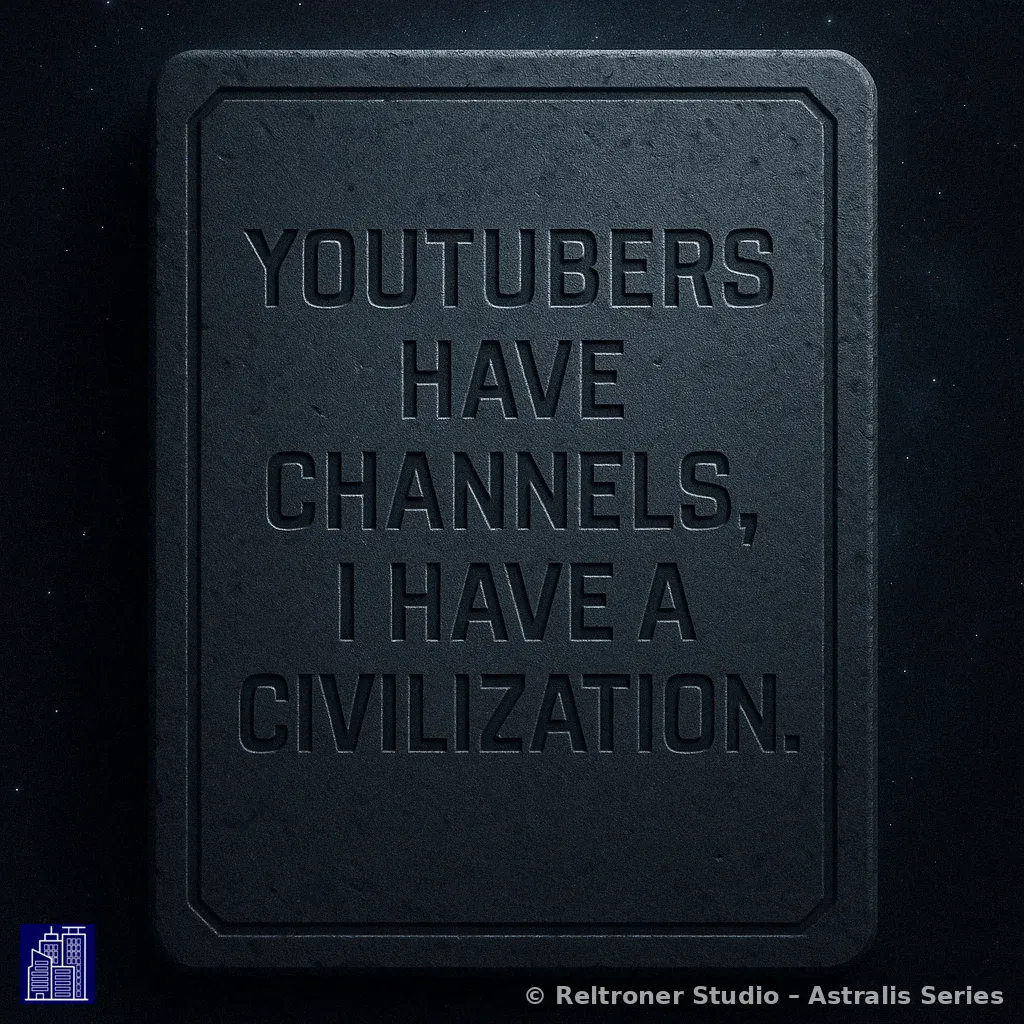 YOUTUBERS
HAVE
CHANNELS,
I HAVE A
CIVILIZATION.
© Reltroner Studio – Astralis Series